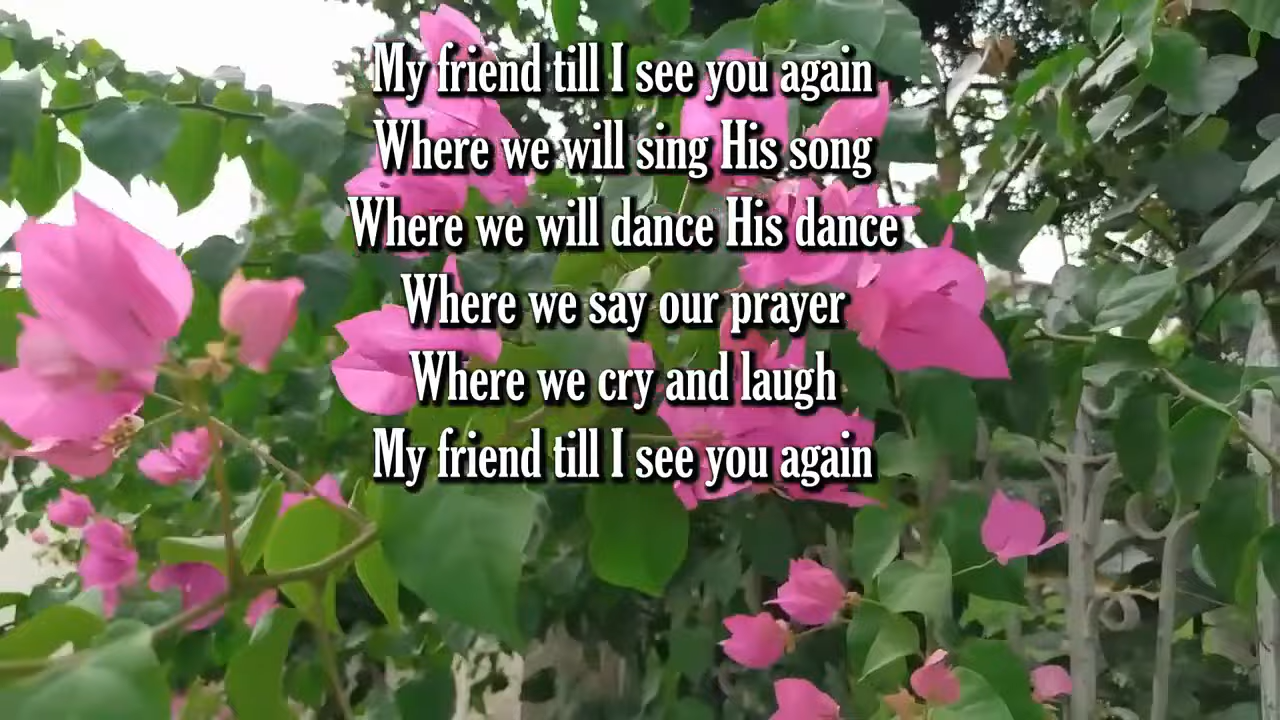 My friend till I see you again
Where we will sing His song
Where we will dance His dance
Where we say our prayer
Where we cry and laugh
My friend till I see you again